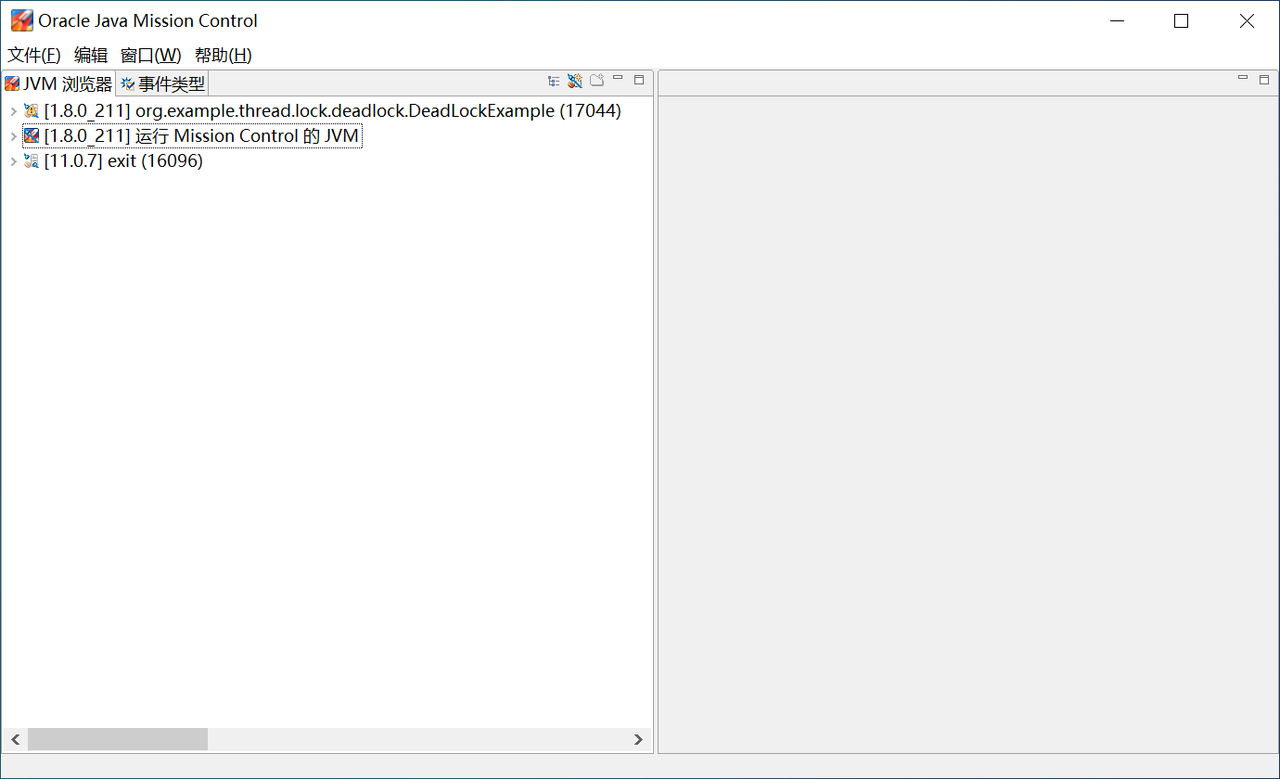 Oracle Java Mission Control
文件(F) 编辑 窗口(W) 帮助(H)
JVM 浏览器 事件类型
[1.8.0_211] org.example.thread.lock.deadlock.DeadLockExample (17044)
[1.8.0_211] 运行 Mission Control 的 JVM
[11.0.7] exit (16096)